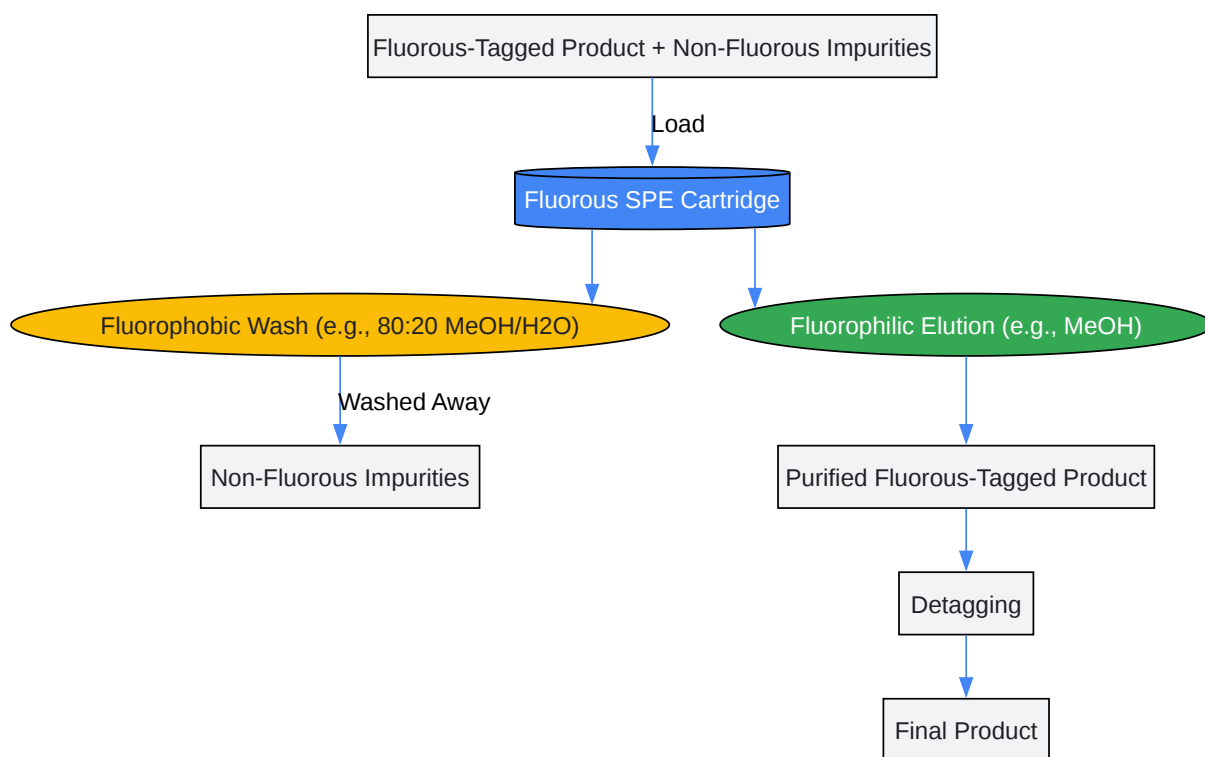 Fluorous-Tagged Product + Non-Fluorous Impurities
Load
Fluorous SPE Cartridge
Fluorophobic Wash (e.g., 80:20 MeOH/H2O)
Fluorophilic Elution (e.g., MeOH)
Washed Away
Non-Fluorous Impurities
Purified Fluorous-Tagged Product
Detagging
Final Product